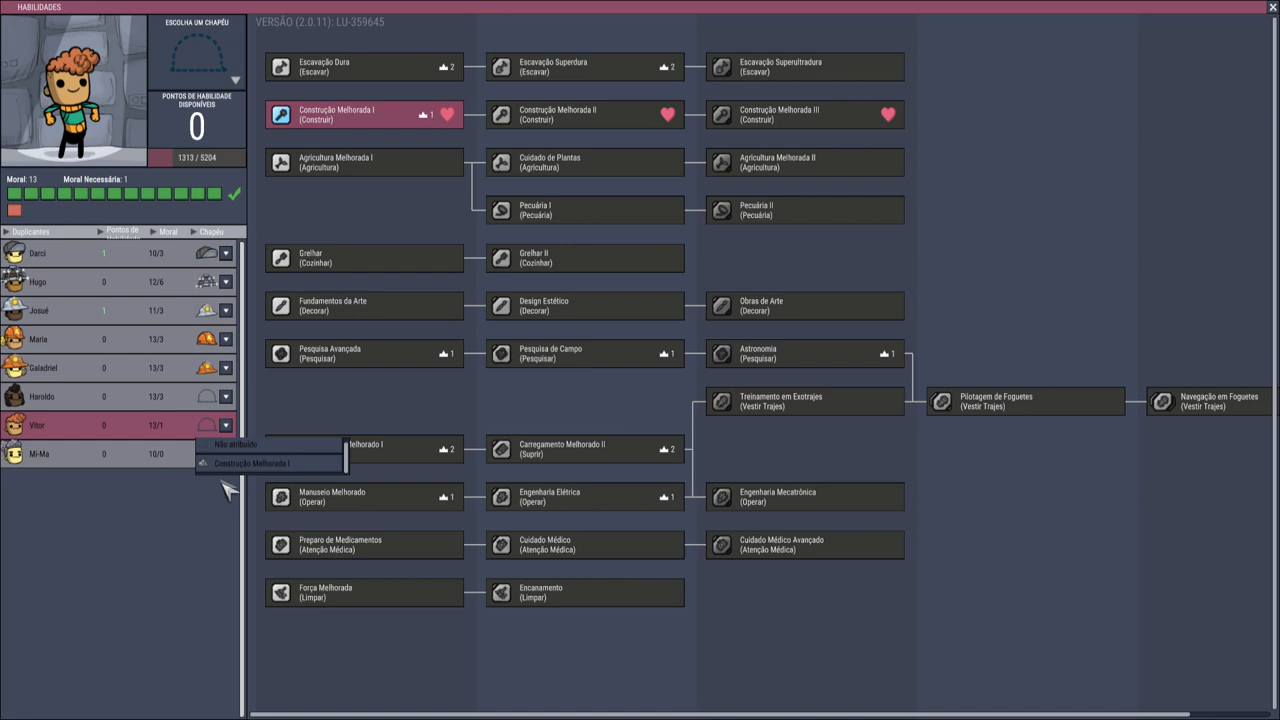 HABILIDADES
ESCOLHA UM CHAPÉU
PONTOS DE HABILIDADE
DISPONÍVEIS
0
1313 / 5204
Moral: 13
Moral Necessária: 1
Duplicantes
Pontos de
Moral
Chapéu
Darci
1
10/3
Hugo
0
12/6
Josué
1
11/3
Maria
0
13/3
Galadriel
0
13/3
Haroldo
0
13/3
Vitor
0
13/1
Mi-Ma
0
10/0
Não atribuído
Construção Melhorada I
VERSÃO (2.0.11): LU-359645
Escavação Dura
(Escavar)
2
Escavação Superdura
(Escavar)
2
Escavação Superultradura
(Escavar)
Construção Melhorada I
(Construir)
1
Construção Melhorada II
(Construir)
Construção Melhorada III
(Construir)
Agricultura Melhorada I
(Agricultura)
Cuidado de Plantas
(Agricultura)
Agricultura Melhorada II
(Agricultura)
Pecuária I
(Pecuária)
Pecuária II
(Pecuária)
Grelhar
(Cozinhar)
Grelhar II
(Cozinhar)
Fundamentos da Arte
(Decorar)
Design Estético
(Decorar)
Obras de Arte
(Decorar)
Pesquisa Avançada
(Pesquisar)
1
Pesquisa de Campo
(Pesquisar)
1
Astronomia
(Pesquisar)
1
Treinamento em Exotrajes
(Vestir Trajes)
Pilotagem de Foguetes
(Vestir Trajes)
Navegação em Foguetes
(Vestir Trajes)
lhorado I
2
Carregamento Melhorado II
(Suprir)
2
Manuseio Melhorado
(Operar)
1
Engenharia Elétrica
(Operar)
1
Engenharia Mecatrônica
(Operar)
Preparo de Medicamentos
(Atenção Médica)
Cuidado Médico
(Atenção Médica)
Cuidado Médico Avançado
(Atenção Médica)
Força Melhorada
(Limpar)
Encanamento
(Limpar)